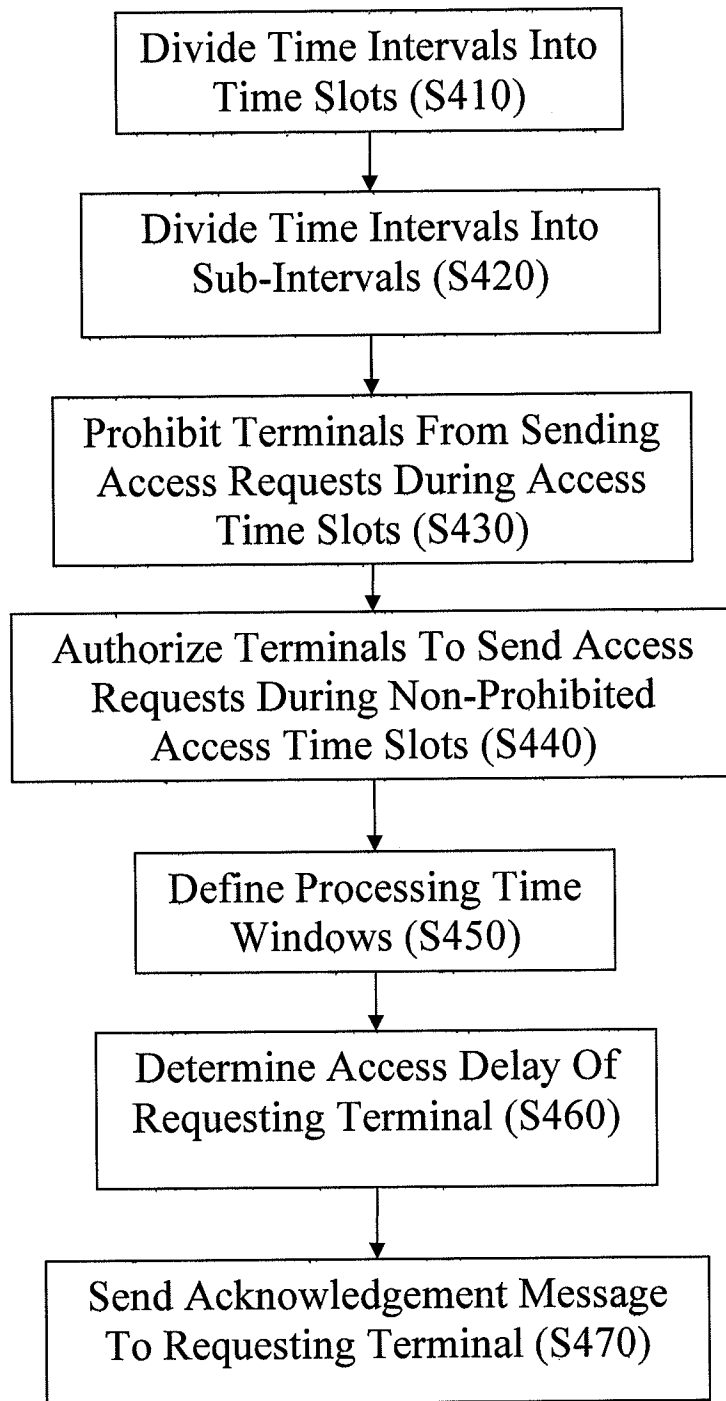 Divide Time Intervals Into
Time Slots (S410)
Divide Time Intervals Into
Sub-Intervals (S420)
Prohibit Terminals From Sending
Access Requests During Access
Time Slots (S430)
Authorize Terminals To Send Access
Requests During Non-Prohibited
Access Time Slots (S440)
Define Processing Time
Windows (S450)
Determine Access Delay Of
Requesting Terminal (S460)
Send Acknowledgement Message
To Requesting Terminal (S470)